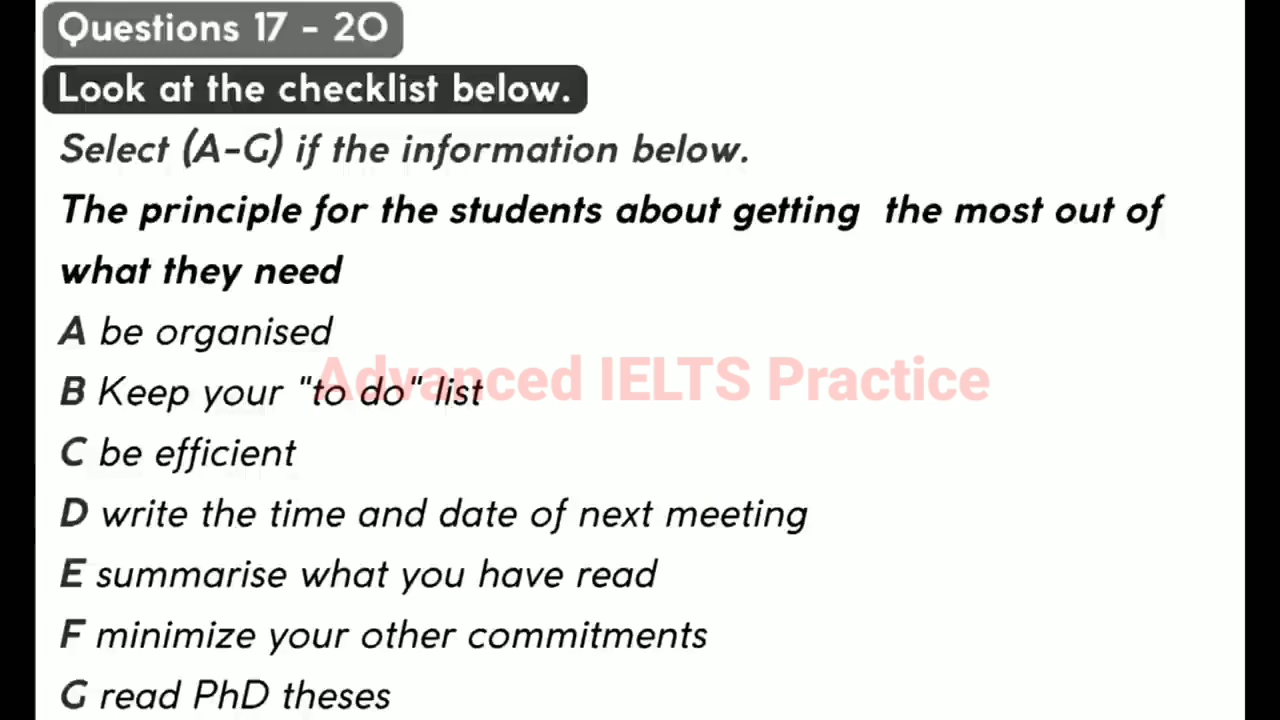 Questions 17 - 20
Look at the checklist below.
Select (A-G) if the information below.
The principle for the students about getting the most out of
what they need
A be organised
Advanced IELTS Practice
B Keep your "to do" list
C be efficient
D write the time and date of next meeting
E summarise what you have read
F minimize your other commitments
G read PhD theses